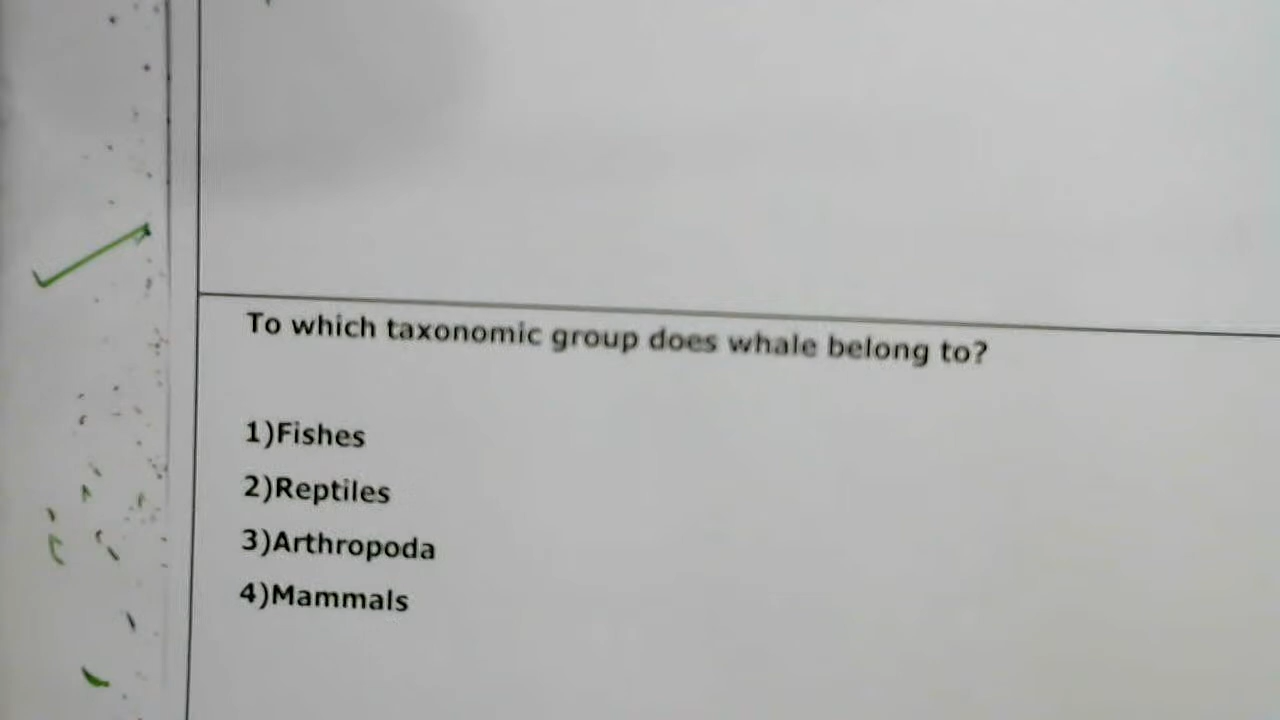 To which taxonomic group does whale belong to?
1)Fishes
2)Reptiles
3)Arthropoda
4)Mammals